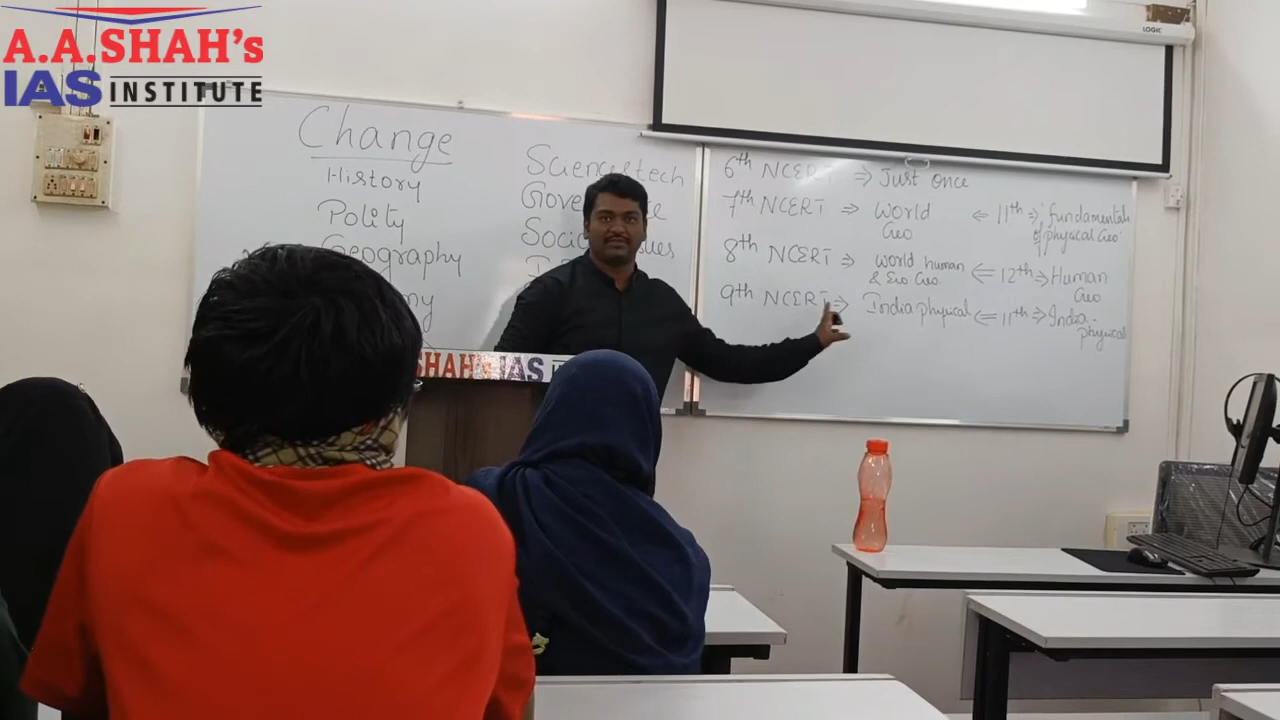 A.A.SHAH's
IAS INSTITUTE
LOGIC
Change
History
Polity
Geography
Science & tech
6th NCERT ⇒ Just once
7th NCERT ⇒ World Geo ⇐ 11th ⇒ 'fundamentals of physical Geo'
8th NCERT ⇒ World human & Eco Geo. ⇐ 12th ⇒ Human Geo
9th NCERT ⇒ India physical ⇐ 11th ⇒ India - physical
SHAH's IAS